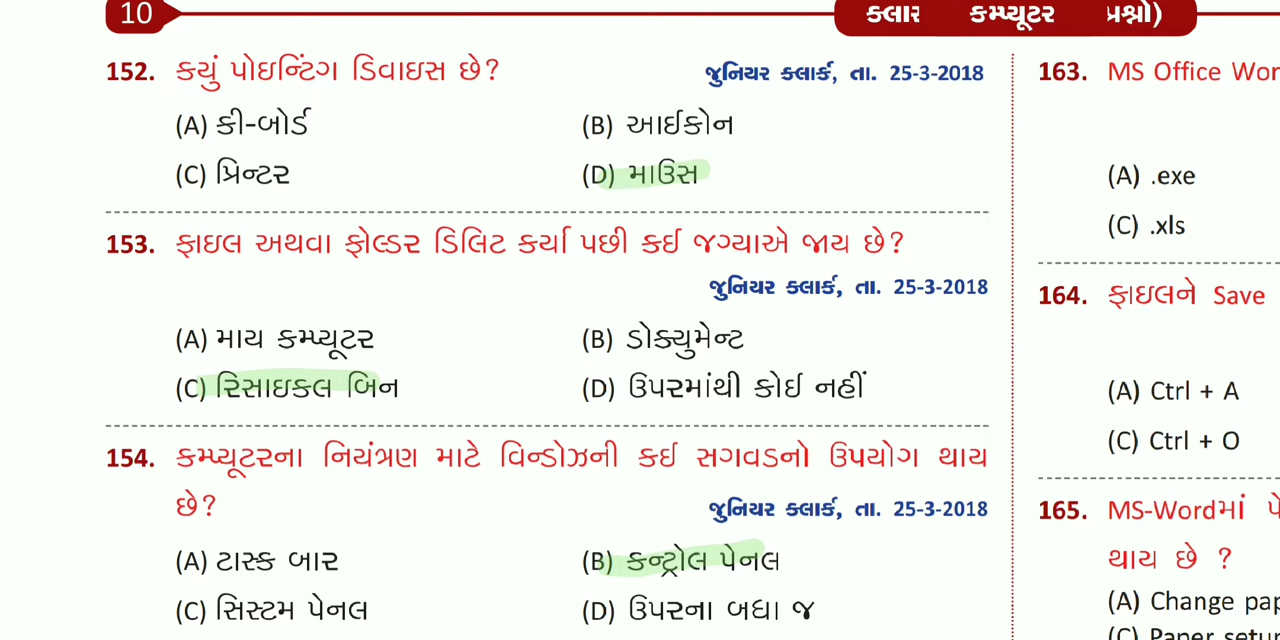 10
ક્લાર્ક કમ્પ્યૂટર પ્રશ્નો)
152. કયું પોઇન્ટિંગ ડિવાઇસ છે?
જુનિયર ક્લાર્ક, તા. 25-3-2018
(A) કી-બોર્ડ (B) આઈકોન
(C) પ્રિન્ટર (D) માઉસ
153. ફાઇલ અથવા ફોલ્ડર ડિલિટ કર્યા પછી કઈ જગ્યાએ જાય છે?
જુનિયર ક્લાર્ક, તા. 25-3-2018
(A) માય કમ્પ્યૂટર (B) ડોક્યુમેન્ટ
(C) રિસાઇકલ બિન (D) ઉપરમાંથી કોઈ નહીં
154. કમ્પ્યૂટરના નિયંત્રણ માટે વિન્ડોઝની કઈ સગવડનો ઉપયોગ થાય
છે?
જુનિયર ક્લાર્ક, તા. 25-3-2018
(A) ટાસ્ક બાર (B) કન્ટ્રોલ પેનલ
(C) સિસ્ટમ પેનલ (D) ઉપરના બધા જ
163. MS Office
(A) .exe
(C) .xls
164. ફાઇલને Save
(A) Ctrl + A
(C) Ctrl + O
165. MS-Wordમાં
થાય છે ?
(A) Change
(C) Paper